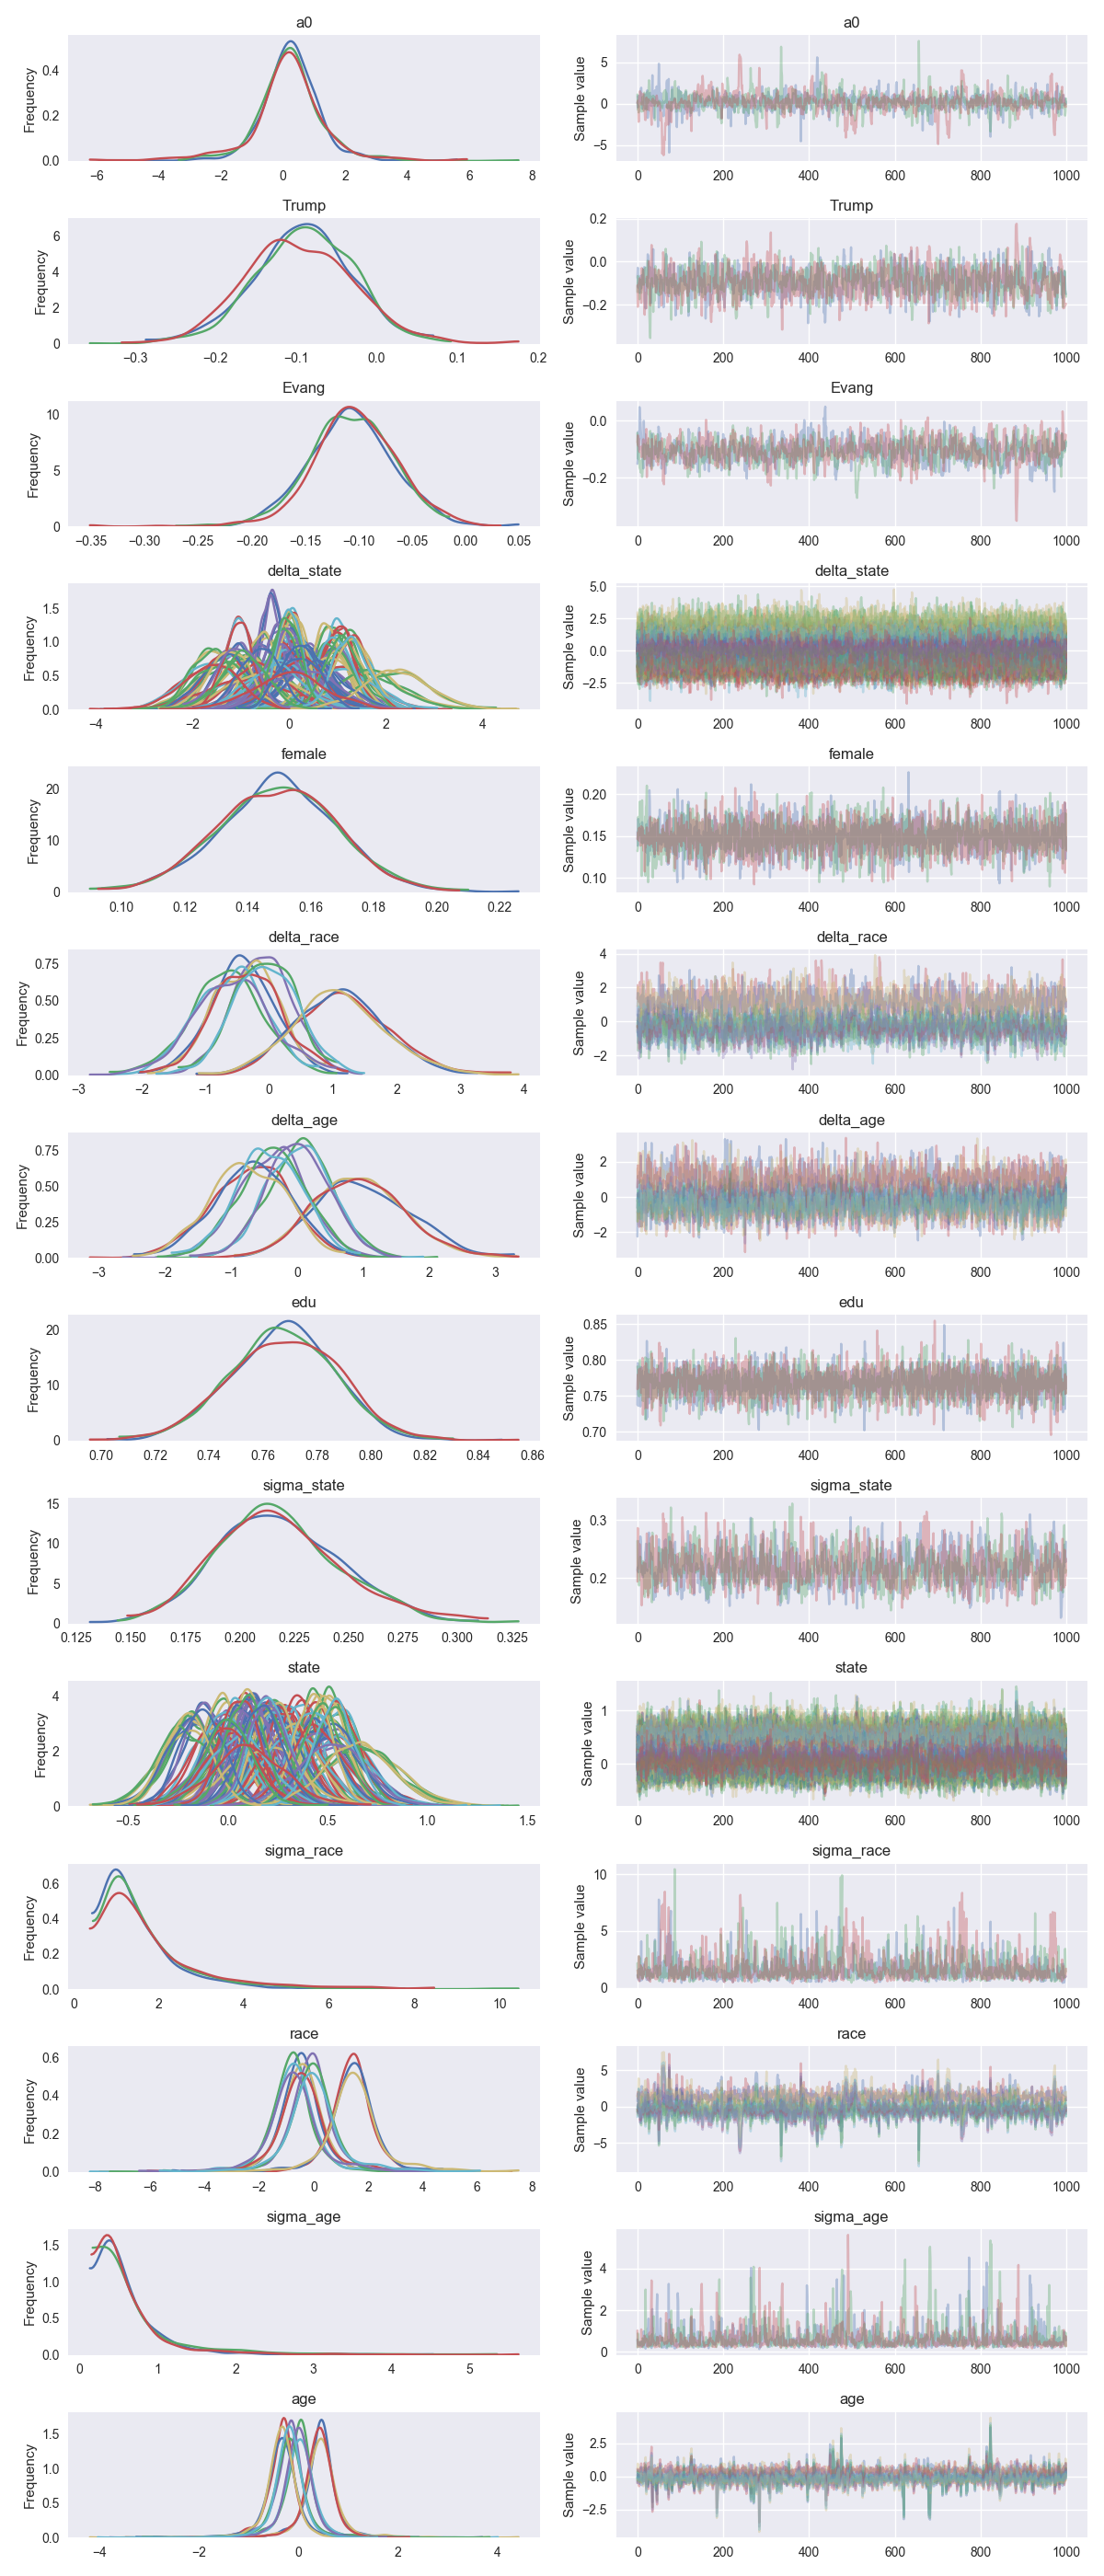 a0 a0
Frequency Sample value
0.0 0.2 0.4
−6 −4 −2 0 2 4 6 8
−5 0 5
0 200 400 600 800 1000
Trump Trump
Frequency Sample value
0 2 4 6
−0.3 −0.2 −0.1 0.0 0.1 0.2
−0.2 0.0 0.2
0 200 400 600 800 1000
Evang Evang
Frequency Sample value
0 5 10
−0.35 −0.30 −0.25 −0.20 −0.15 −0.10 −0.05 0.00 0.05
−0.2 0.0
0 200 400 600 800 1000
delta_state delta_state
Frequency Sample value
0.0 0.5 1.0 1.5
−4 −2 0 2 4
−2.5 0.0 2.5 5.0
0 200 400 600 800 1000
female female
Frequency Sample value
0 10 20
0.10 0.12 0.14 0.16 0.18 0.20 0.22
0.10 0.15 0.20
0 200 400 600 800 1000
delta_race delta_race
Frequency Sample value
0.00 0.25 0.50 0.75
−3 −2 −1 0 1 2 3 4
−2 0 2 4
0 200 400 600 800 1000
delta_age delta_age
Frequency Sample value
0.00 0.25 0.50 0.75
−3 −2 −1 0 1 2 3
−2 0 2
0 200 400 600 800 1000
edu edu
Frequency Sample value
0 10 20
0.70 0.72 0.74 0.76 0.78 0.80 0.82 0.84 0.86
0.70 0.75 0.80 0.85
0 200 400 600 800 1000
sigma_state sigma_state
Frequency Sample value
0 5 10 15
0.125 0.150 0.175 0.200 0.225 0.250 0.275 0.300 0.325
0.2 0.3
0 200 400 600 800 1000
state state
Frequency Sample value
0 2 4
−0.5 0.0 0.5 1.0 1.5
0 1
0 200 400 600 800 1000
sigma_race sigma_race
Frequency Sample value
0.0 0.2 0.4 0.6
0 2 4 6 8 10
0 5 10
0 200 400 600 800 1000
race race
Frequency Sample value
0.0 0.2 0.4 0.6
−8 −6 −4 −2 0 2 4 6 8
−5 0 5
0 200 400 600 800 1000
sigma_age sigma_age
Frequency Sample value
0.0 0.5 1.0 1.5
0 1 2 3 4 5
0 2 4
0 200 400 600 800 1000
age age
Frequency Sample value
0.0 0.5 1.0 1.5
−4 −2 0 2 4
−2.5 0.0 2.5
0 200 400 600 800 1000